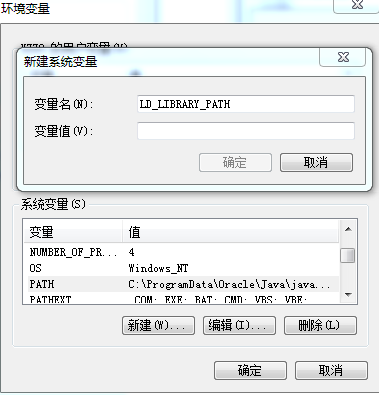 环境变量
的用户变量(U)
新建系统变量
变量名(N):
LD_LIBRARY_PATH
变量值(V):
确定
取消
系统变量(S)
变量 值
NUMBER_OF_PR... 4
OS Windows_NT
PATH C:\ProgramData\Oracle\Java\java...
PATHEXT .COM;.EXE;.BAT;.CMD;.VBS;.VBE;
新建(W)... 编辑(I)... 删除(L)
确定 取消